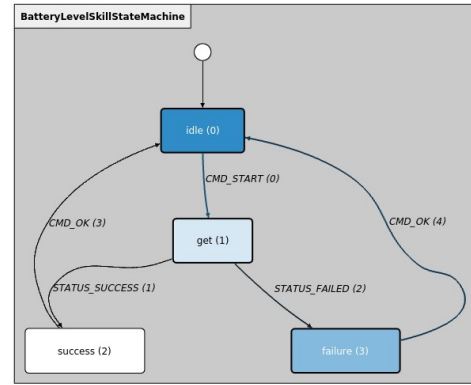 BatteryLevelSkillStateMachine
idle (0)
CMD_START (0)
CMD_OK (3)
CMD_OK (4)
get (1)
STATUS_SUCCESS (1)
STATUS_FAILED (2)
success (2)
failure (3)